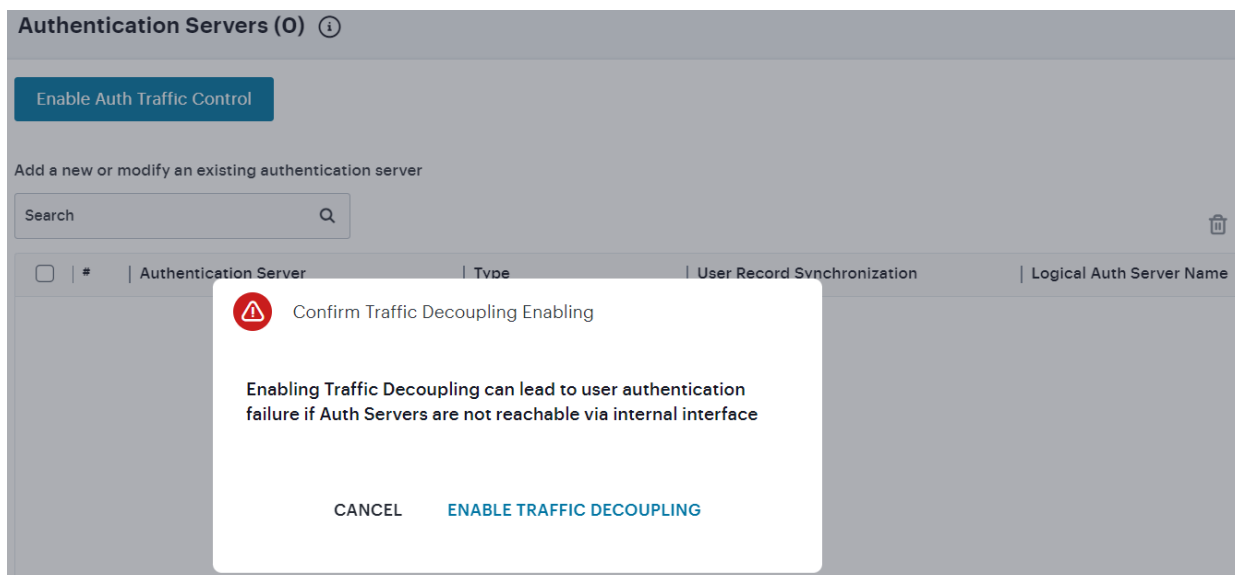 Authentication Servers (0)
Enable Auth Traffic Control
Add a new or modify an existing authentication server
Search
# | Authentication Server | Type | User Record Synchronization | Logical Auth Server Name
Confirm Traffic Decoupling Enabling
Enabling Traffic Decoupling can lead to user authentication
failure if Auth Servers are not reachable via internal interface
CANCEL ENABLE TRAFFIC DECOUPLING